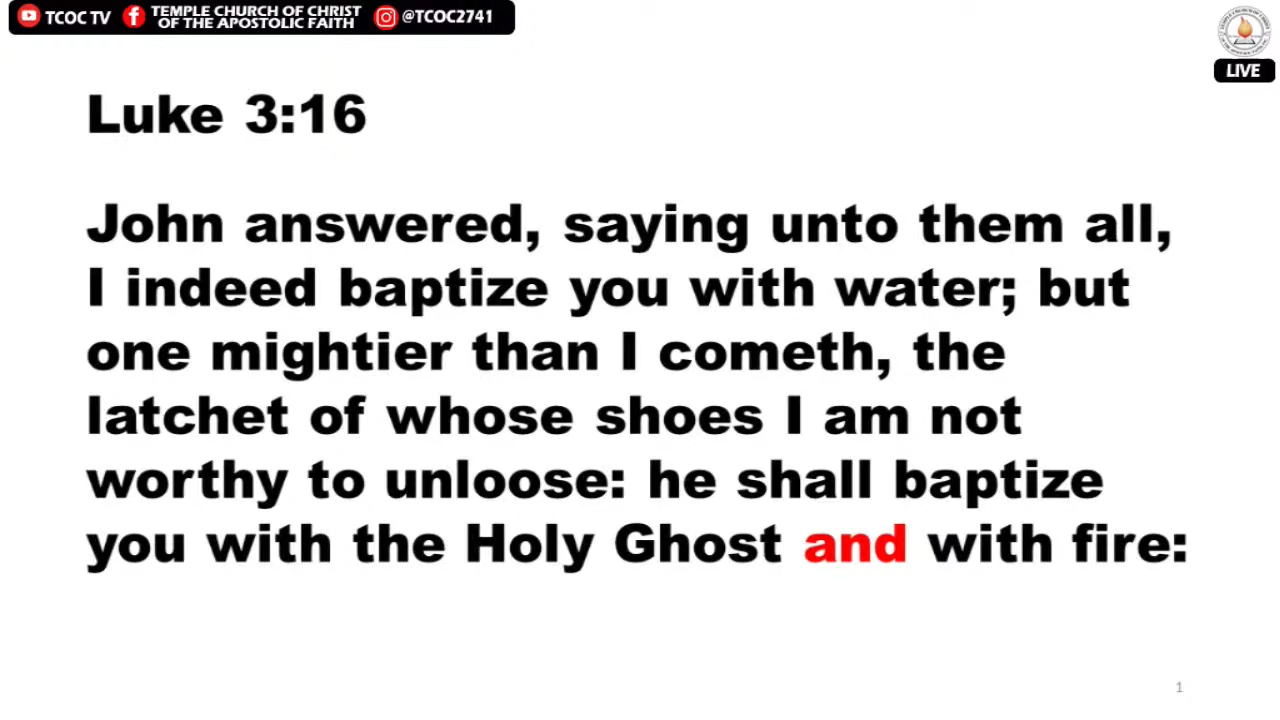 TCOC TV
TEMPLE CHURCH OF CHRIST
OF THE APOSTOLIC FAITH
@TCOC2741
LIVE
Luke 3:16
John answered, saying unto them all,
I indeed baptize you with water; but
one mightier than I cometh, the
latchet of whose shoes I am not
worthy to unloose: he shall baptize
you with the Holy Ghost and with fire:
1